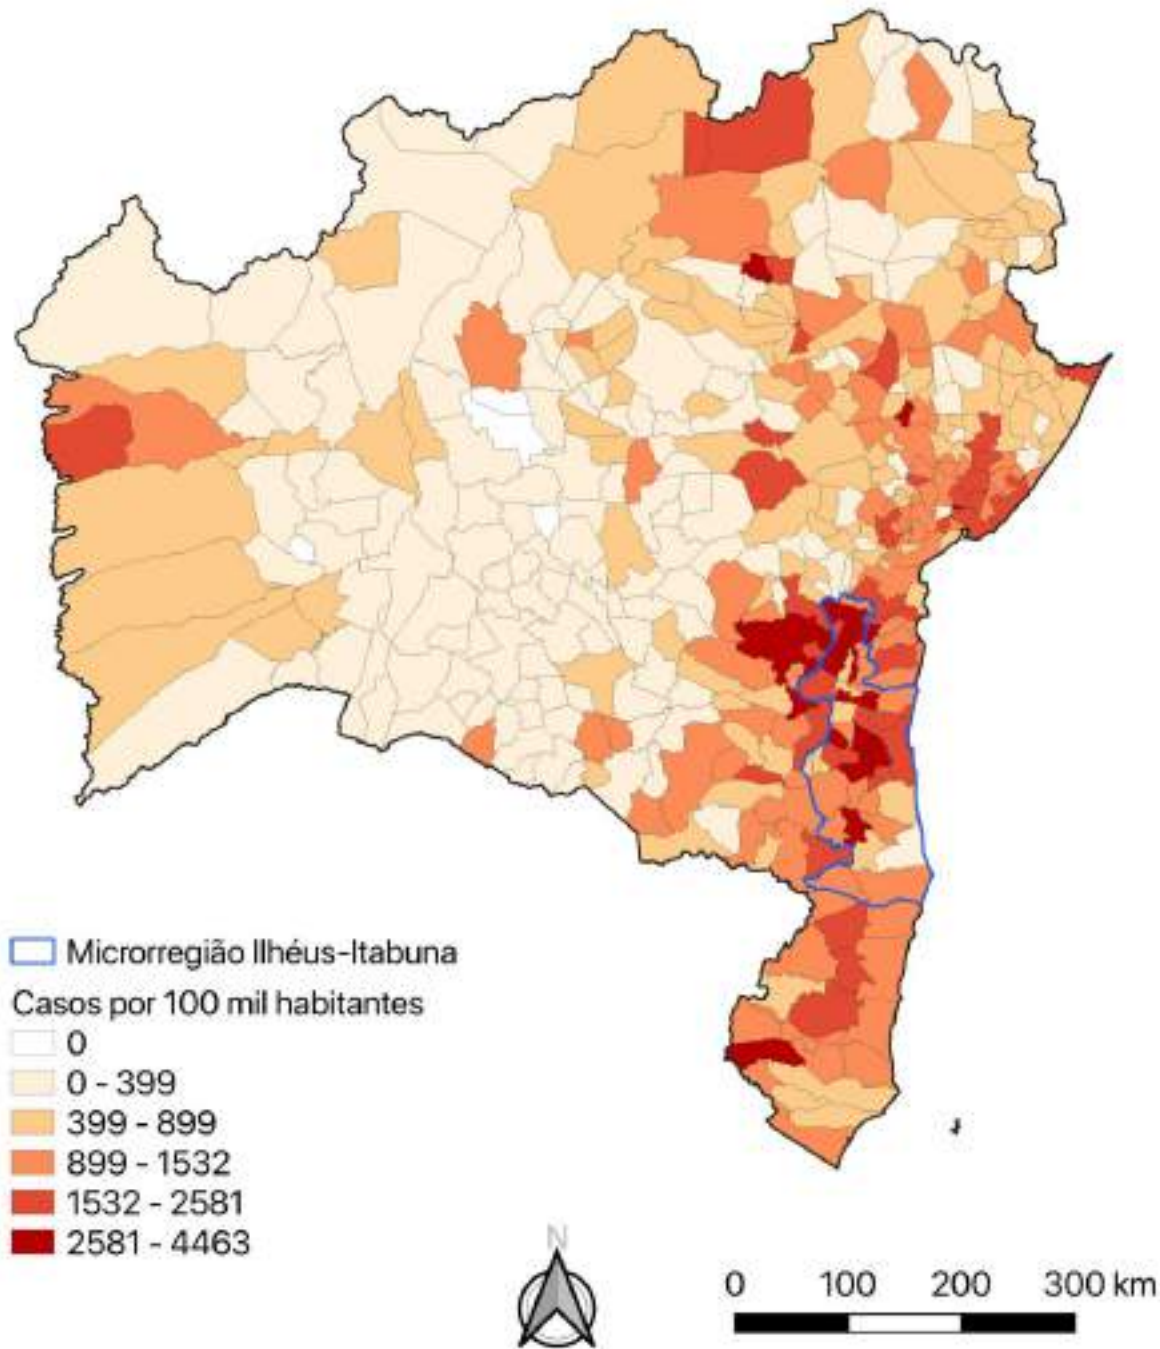 Microrregião Ilhéus-Itabuna
Casos por 100 mil habitantes
0
0 - 399
399 - 899
899 - 1532
1532 - 2581
2581 - 4463
N
0 100 200 300 km